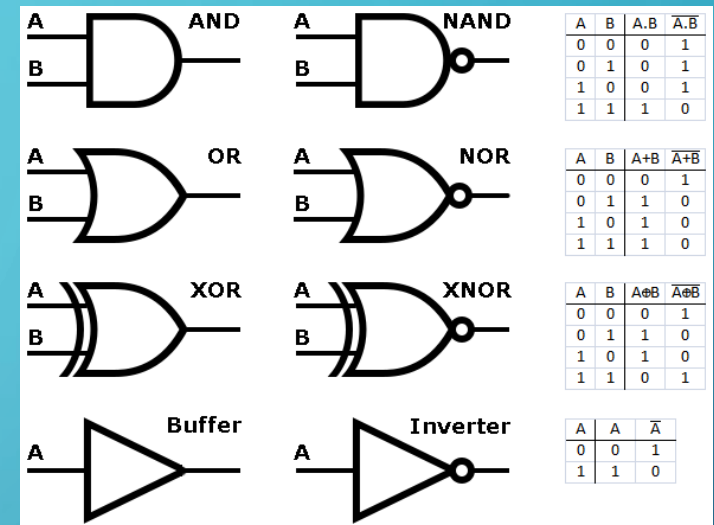 A AND
B
A NAND
B
A B A.B A̅.̅B̅
0 0 0 1
0 1 0 1
1 0 0 1
1 1 1 0
A OR
B
A NOR
B
A B A+B A̅+̅B̅
0 0 0 1
0 1 1 0
1 0 1 0
1 1 1 0
A XOR
B
A XNOR
B
A B A⊕B A̅⊕̅B̅
0 0 0 1
0 1 1 0
1 0 1 0
1 1 0 1
Buffer
A
Inverter
A
A A A̅
0 0 1
1 1 0